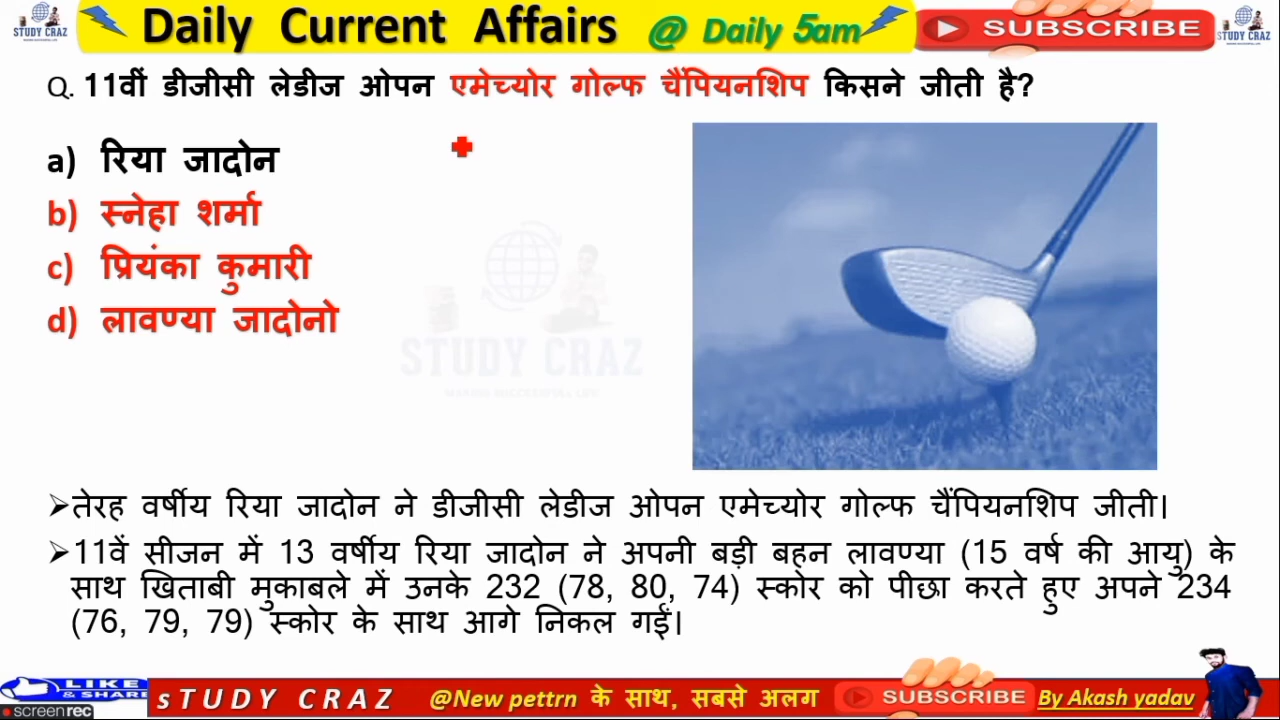 STUDY CRAZ
Daily Current Affairs @ Daily 5am
SUBSCRIBE
STUDY CRAZ
Q. 11वीं डीजीसी लेडीज ओपन एमेच्योर गोल्फ चैंपियनशिप किसने जीती है?
a) रिया जादोन
b) स्नेहा शर्मा
c) प्रियंका कुमारी
d) लावण्या जादोनो
STUDY CRAZ
➢तेरह वर्षीय रिया जादोन ने डीजीसी लेडीज ओपन एमेच्योर गोल्फ चैंपियनशिप जीती।
➢11वें सीजन में 13 वर्षीय रिया जादोन ने अपनी बड़ी बहन लावण्या (15 वर्ष की आयु) के
साथ खिताबी मुकाबले में उनके 232 (78, 80, 74) स्कोर को पीछा करते हुए अपने 234
(76, 79, 79) स्कोर के साथ आगे निकल गईं।
LIKE
& SHARE
screenrec
sTUDY CRAZ @New pettrn के साथ, सबसे अलग SUBSCRIBE By Akash yadav